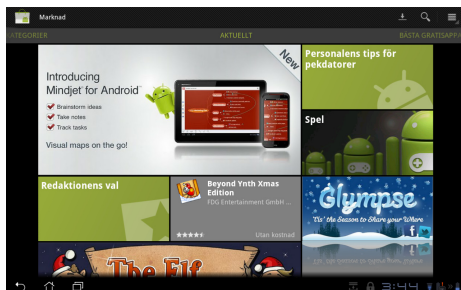 Marknad
KATEGORIER
AKTUELLT
BÄSTA GRATISAPPA
New
Introducing
Mindjet for Android™
Brainstorm ideas
Take notes
Track tasks
Visual maps on the go!
Personalens tips för
pekdatorer
Spel
Redaktionens val
Beyond Ynth Xmas
Edition
FDG Entertainment GmbH ...
Utan kostnad
Glympse
'Tis' the Season to Share your Where
The Elf
3:44